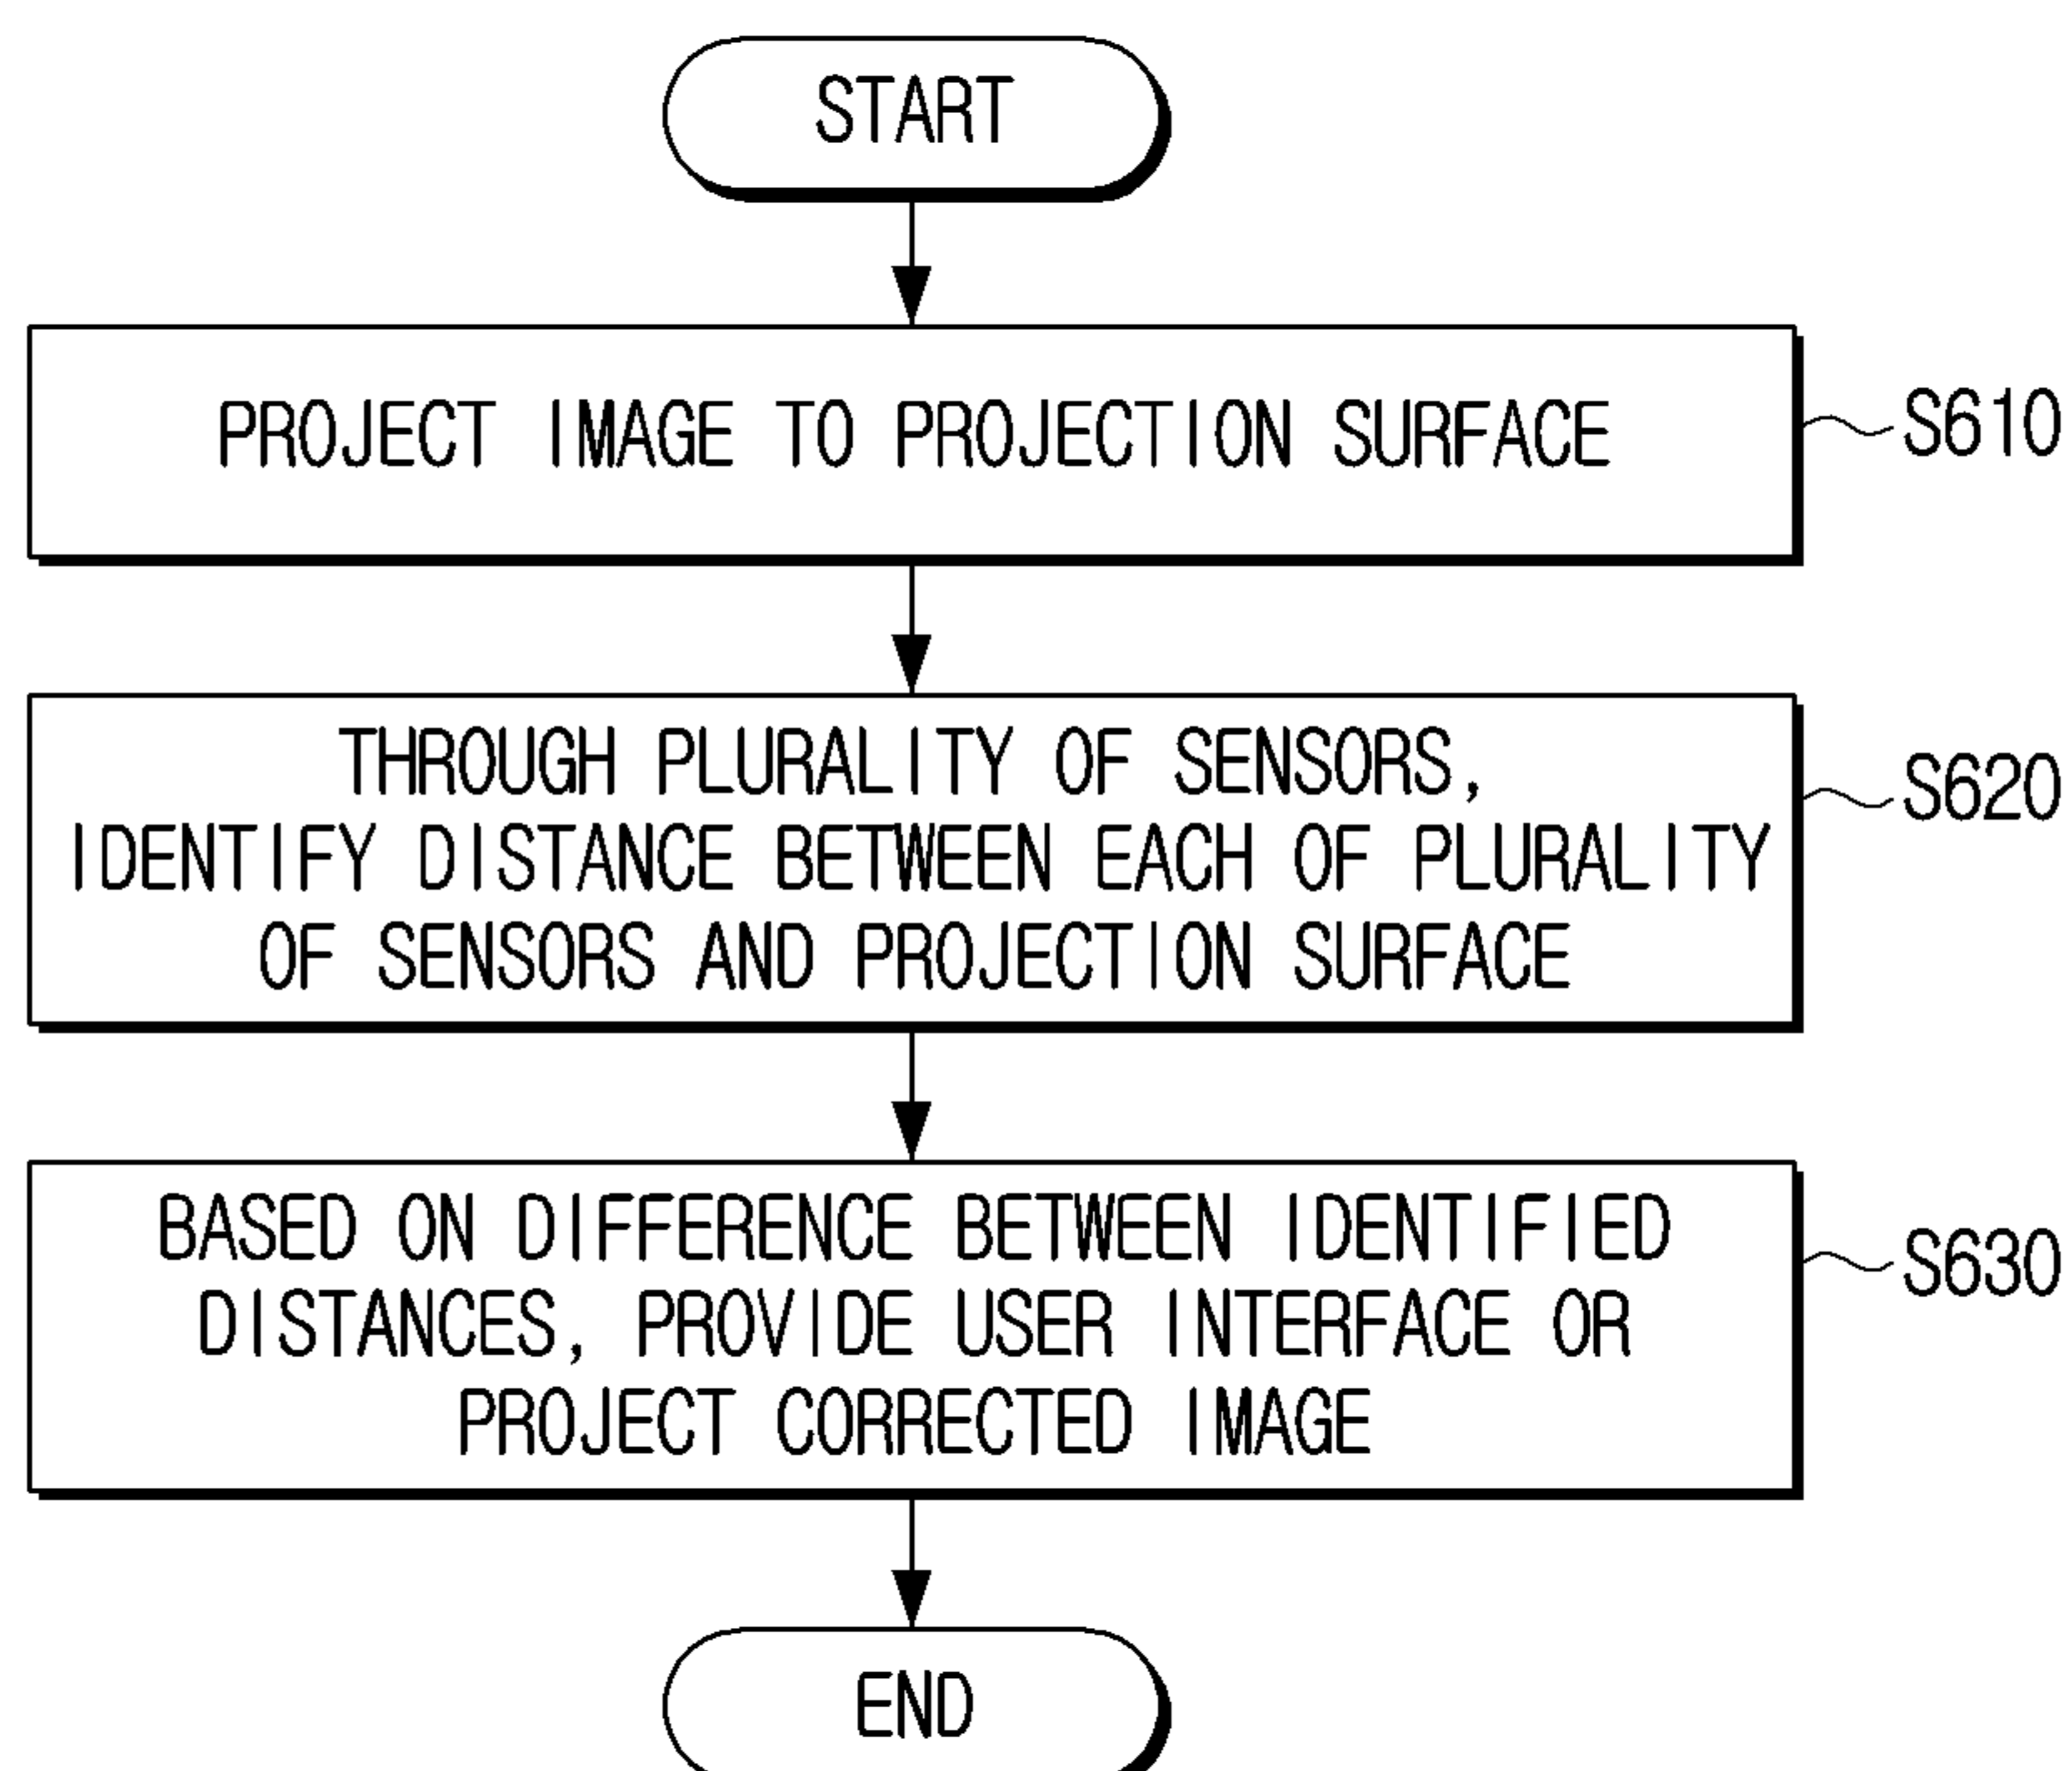 START
PROJECT IMAGE TO PROJECTION SURFACE
S610
THROUGH PLURALITY OF SENSORS,
IDENTIFY DISTANCE BETWEEN EACH OF PLURALITY
OF SENSORS AND PROJECTION SURFACE
S620
BASED ON DIFFERENCE BETWEEN IDENTIFIED
DISTANCES, PROVIDE USER INTERFACE OR
PROJECT CORRECTED IMAGE
S630
END